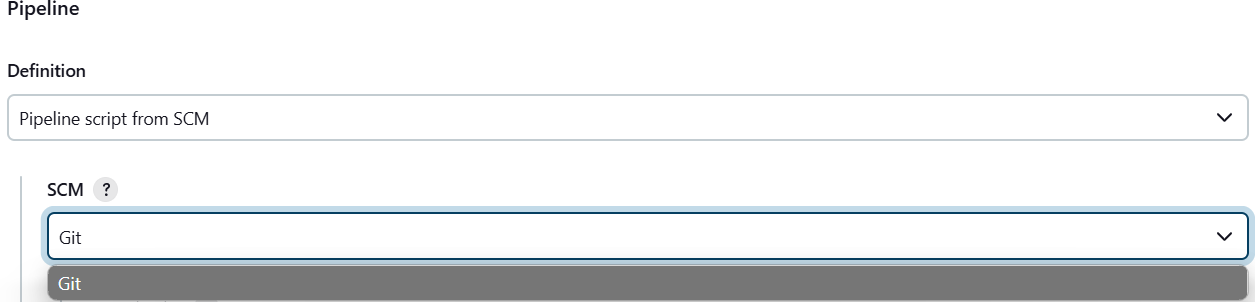 Pipeline
Definition
Pipeline script from SCM
SCM ?
Git
Git